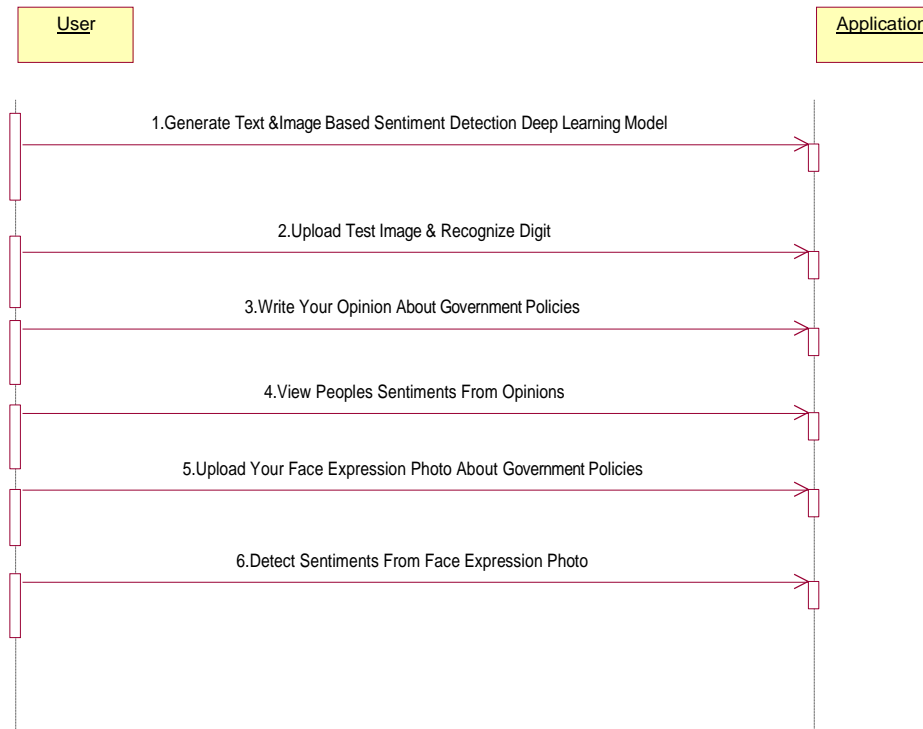 User
Application
1.Generate Text &Image Based Sentiment Detection Deep Learning Model
2.Upload Test Image & Recognize Digit
3.Write Your Opinion About Government Policies
4.View Peoples Sentiments From Opinions
5.Upload Your Face Expression Photo About Government Policies
6.Detect Sentiments From Face Expression Photo